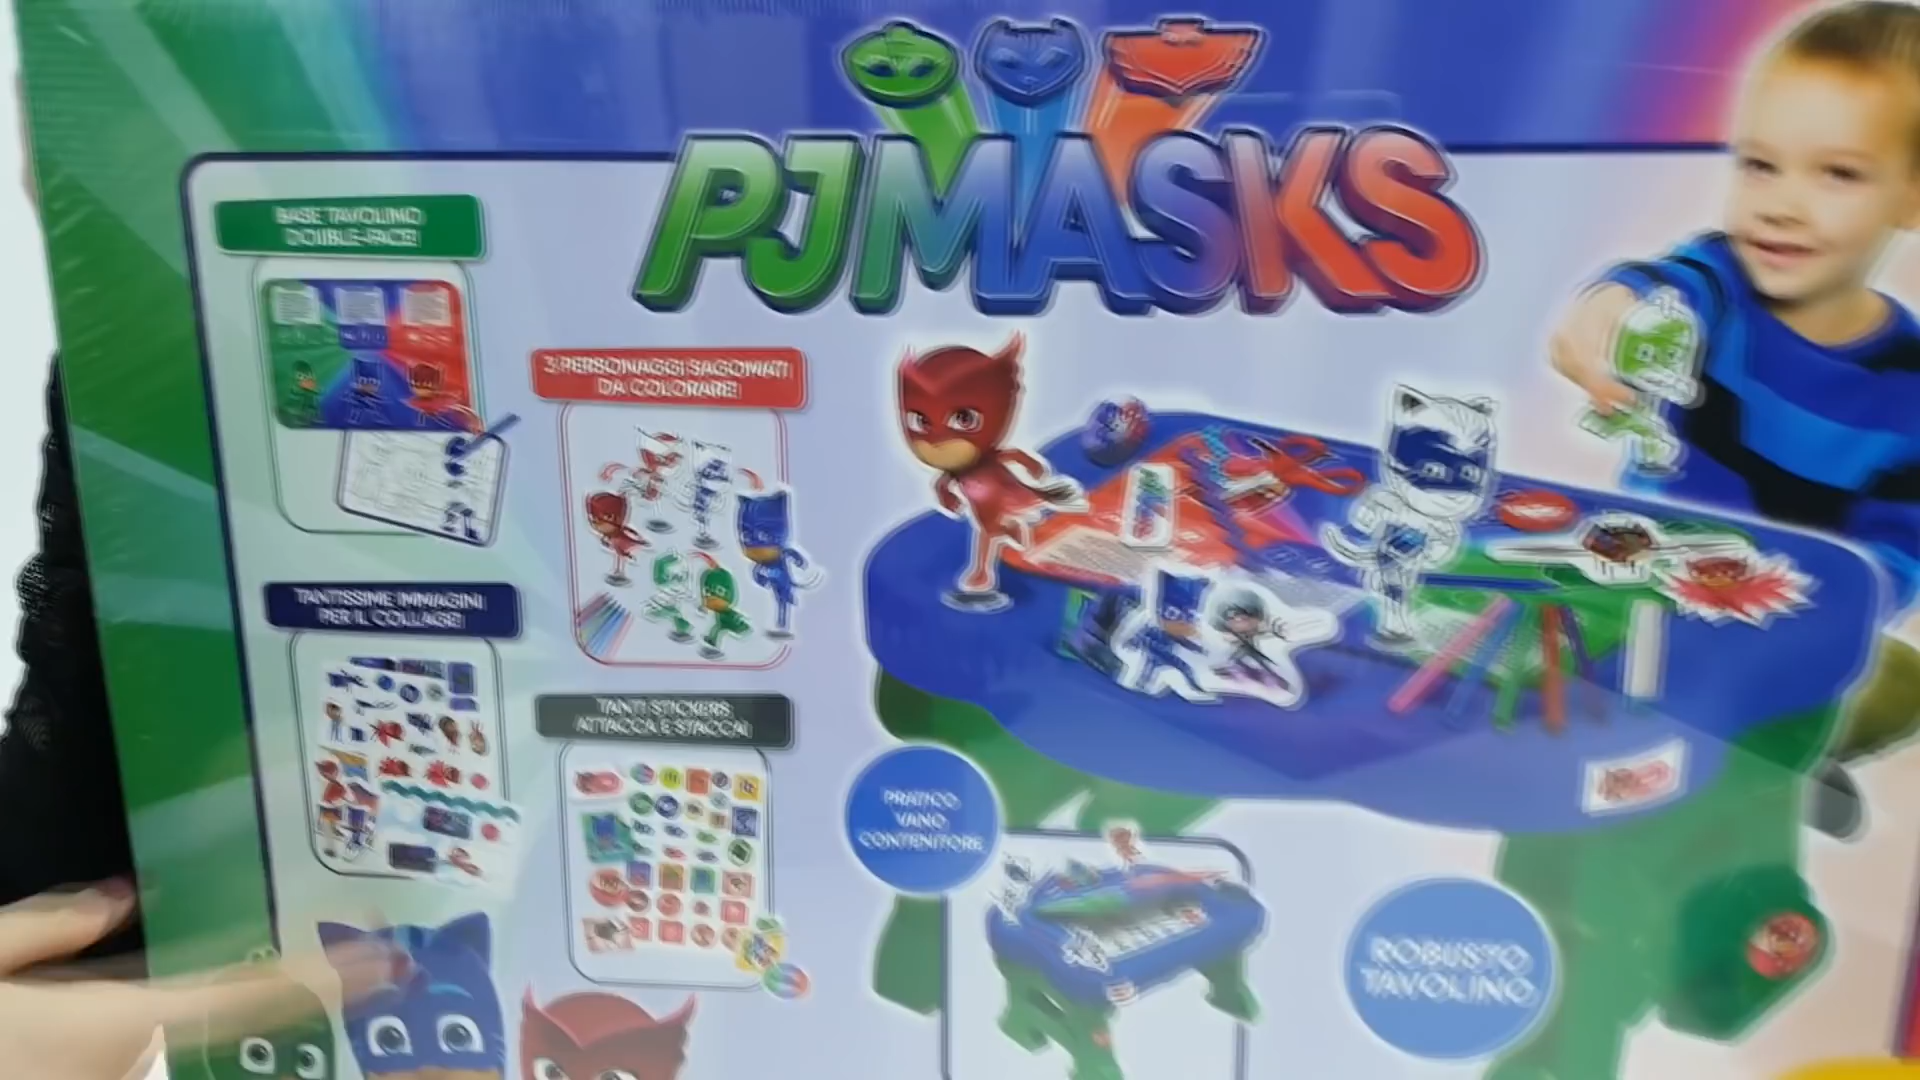 PJMASKS
BASE TAVOLINO
DOUBLE-FACE!
3 PERSONAGGI SAGOMATI
DA COLORARE!
TANTISSIME IMMAGINI
PER IL COLLAGE!
TANTI STICKERS
ATTACCA E STACCA!
PRATICO
VANO
CONTENITORE
ROBUSTO
TAVOLINO